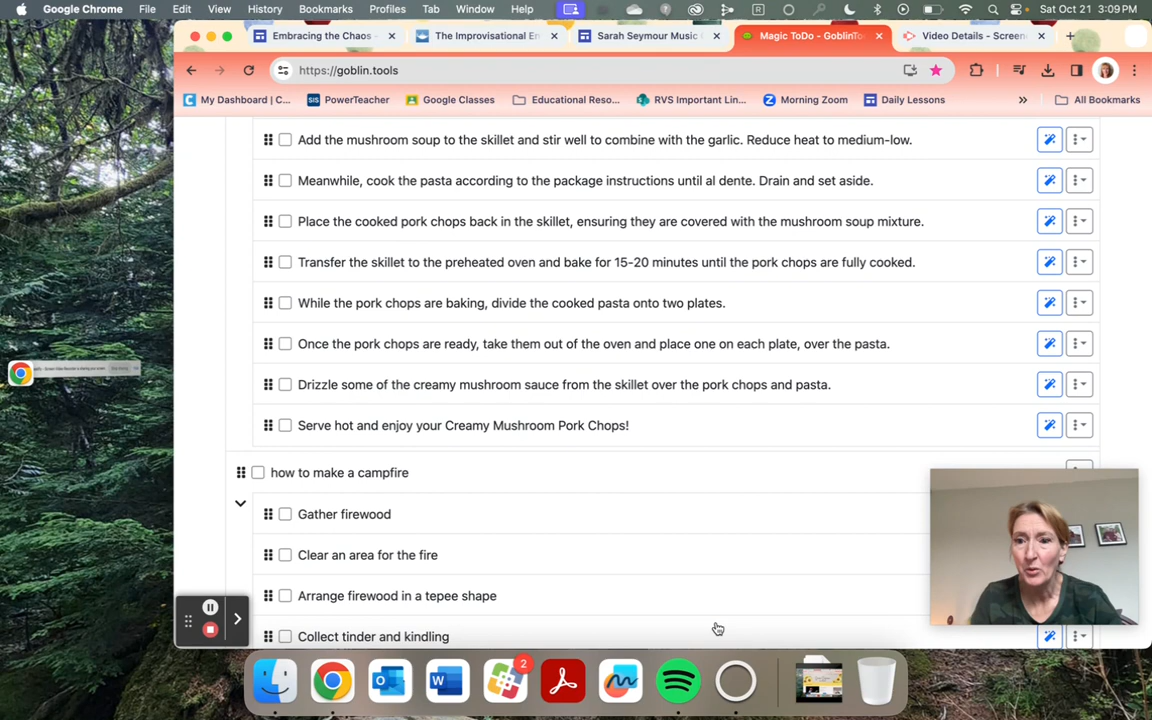 Google Chrome File Edit View History Bookmarks Profiles Tab Window Help Sat Oct 21 3:09 PM
Embracing the Chaos The Improvisational En Sarah Seymour Music Magic ToDo - GoblinToo Video Details - Screen
https://goblin.tools
My Dashboard | C... PowerTeacher Google Classes Educational Reso... RVS Important Lin... Morning Zoom Daily Lessons » All Bookmarks
Add the mushroom soup to the skillet and stir well to combine with the garlic. Reduce heat to medium-low.
Meanwhile, cook the pasta according to the package instructions until al dente. Drain and set aside.
Place the cooked pork chops back in the skillet, ensuring they are covered with the mushroom soup mixture.
Transfer the skillet to the preheated oven and bake for 15-20 minutes until the pork chops are fully cooked.
While the pork chops are baking, divide the cooked pasta onto two plates.
Once the pork chops are ready, take them out of the oven and place one on each plate, over the pasta.
Drizzle some of the creamy mushroom sauce from the skillet over the pork chops and pasta.
Serve hot and enjoy your Creamy Mushroom Pork Chops!
how to make a campfire
Gather firewood
Clear an area for the fire
Arrange firewood in a tepee shape
Collect tinder and kindling
2